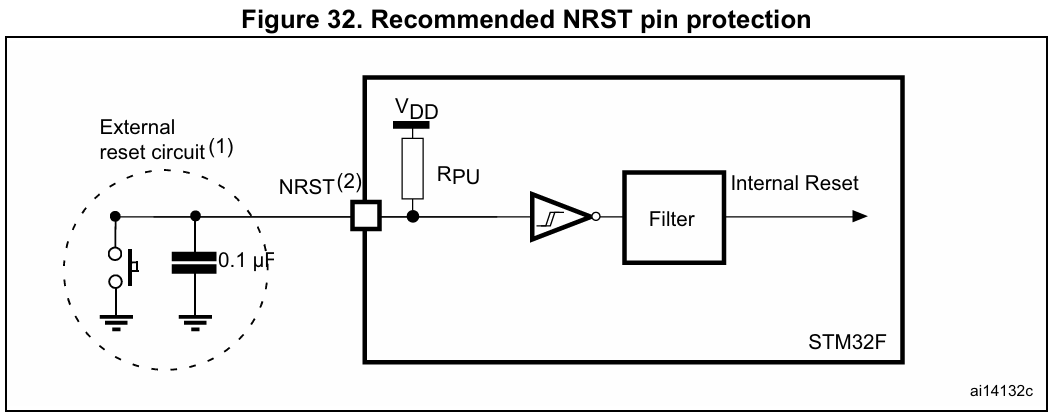 Figure 32. Recommended NRST pin protection
External
reset circuit(1)
NRST(2)
VDD
RPU
0.1 µF
Filter
Internal Reset
STM32F
ai14132c